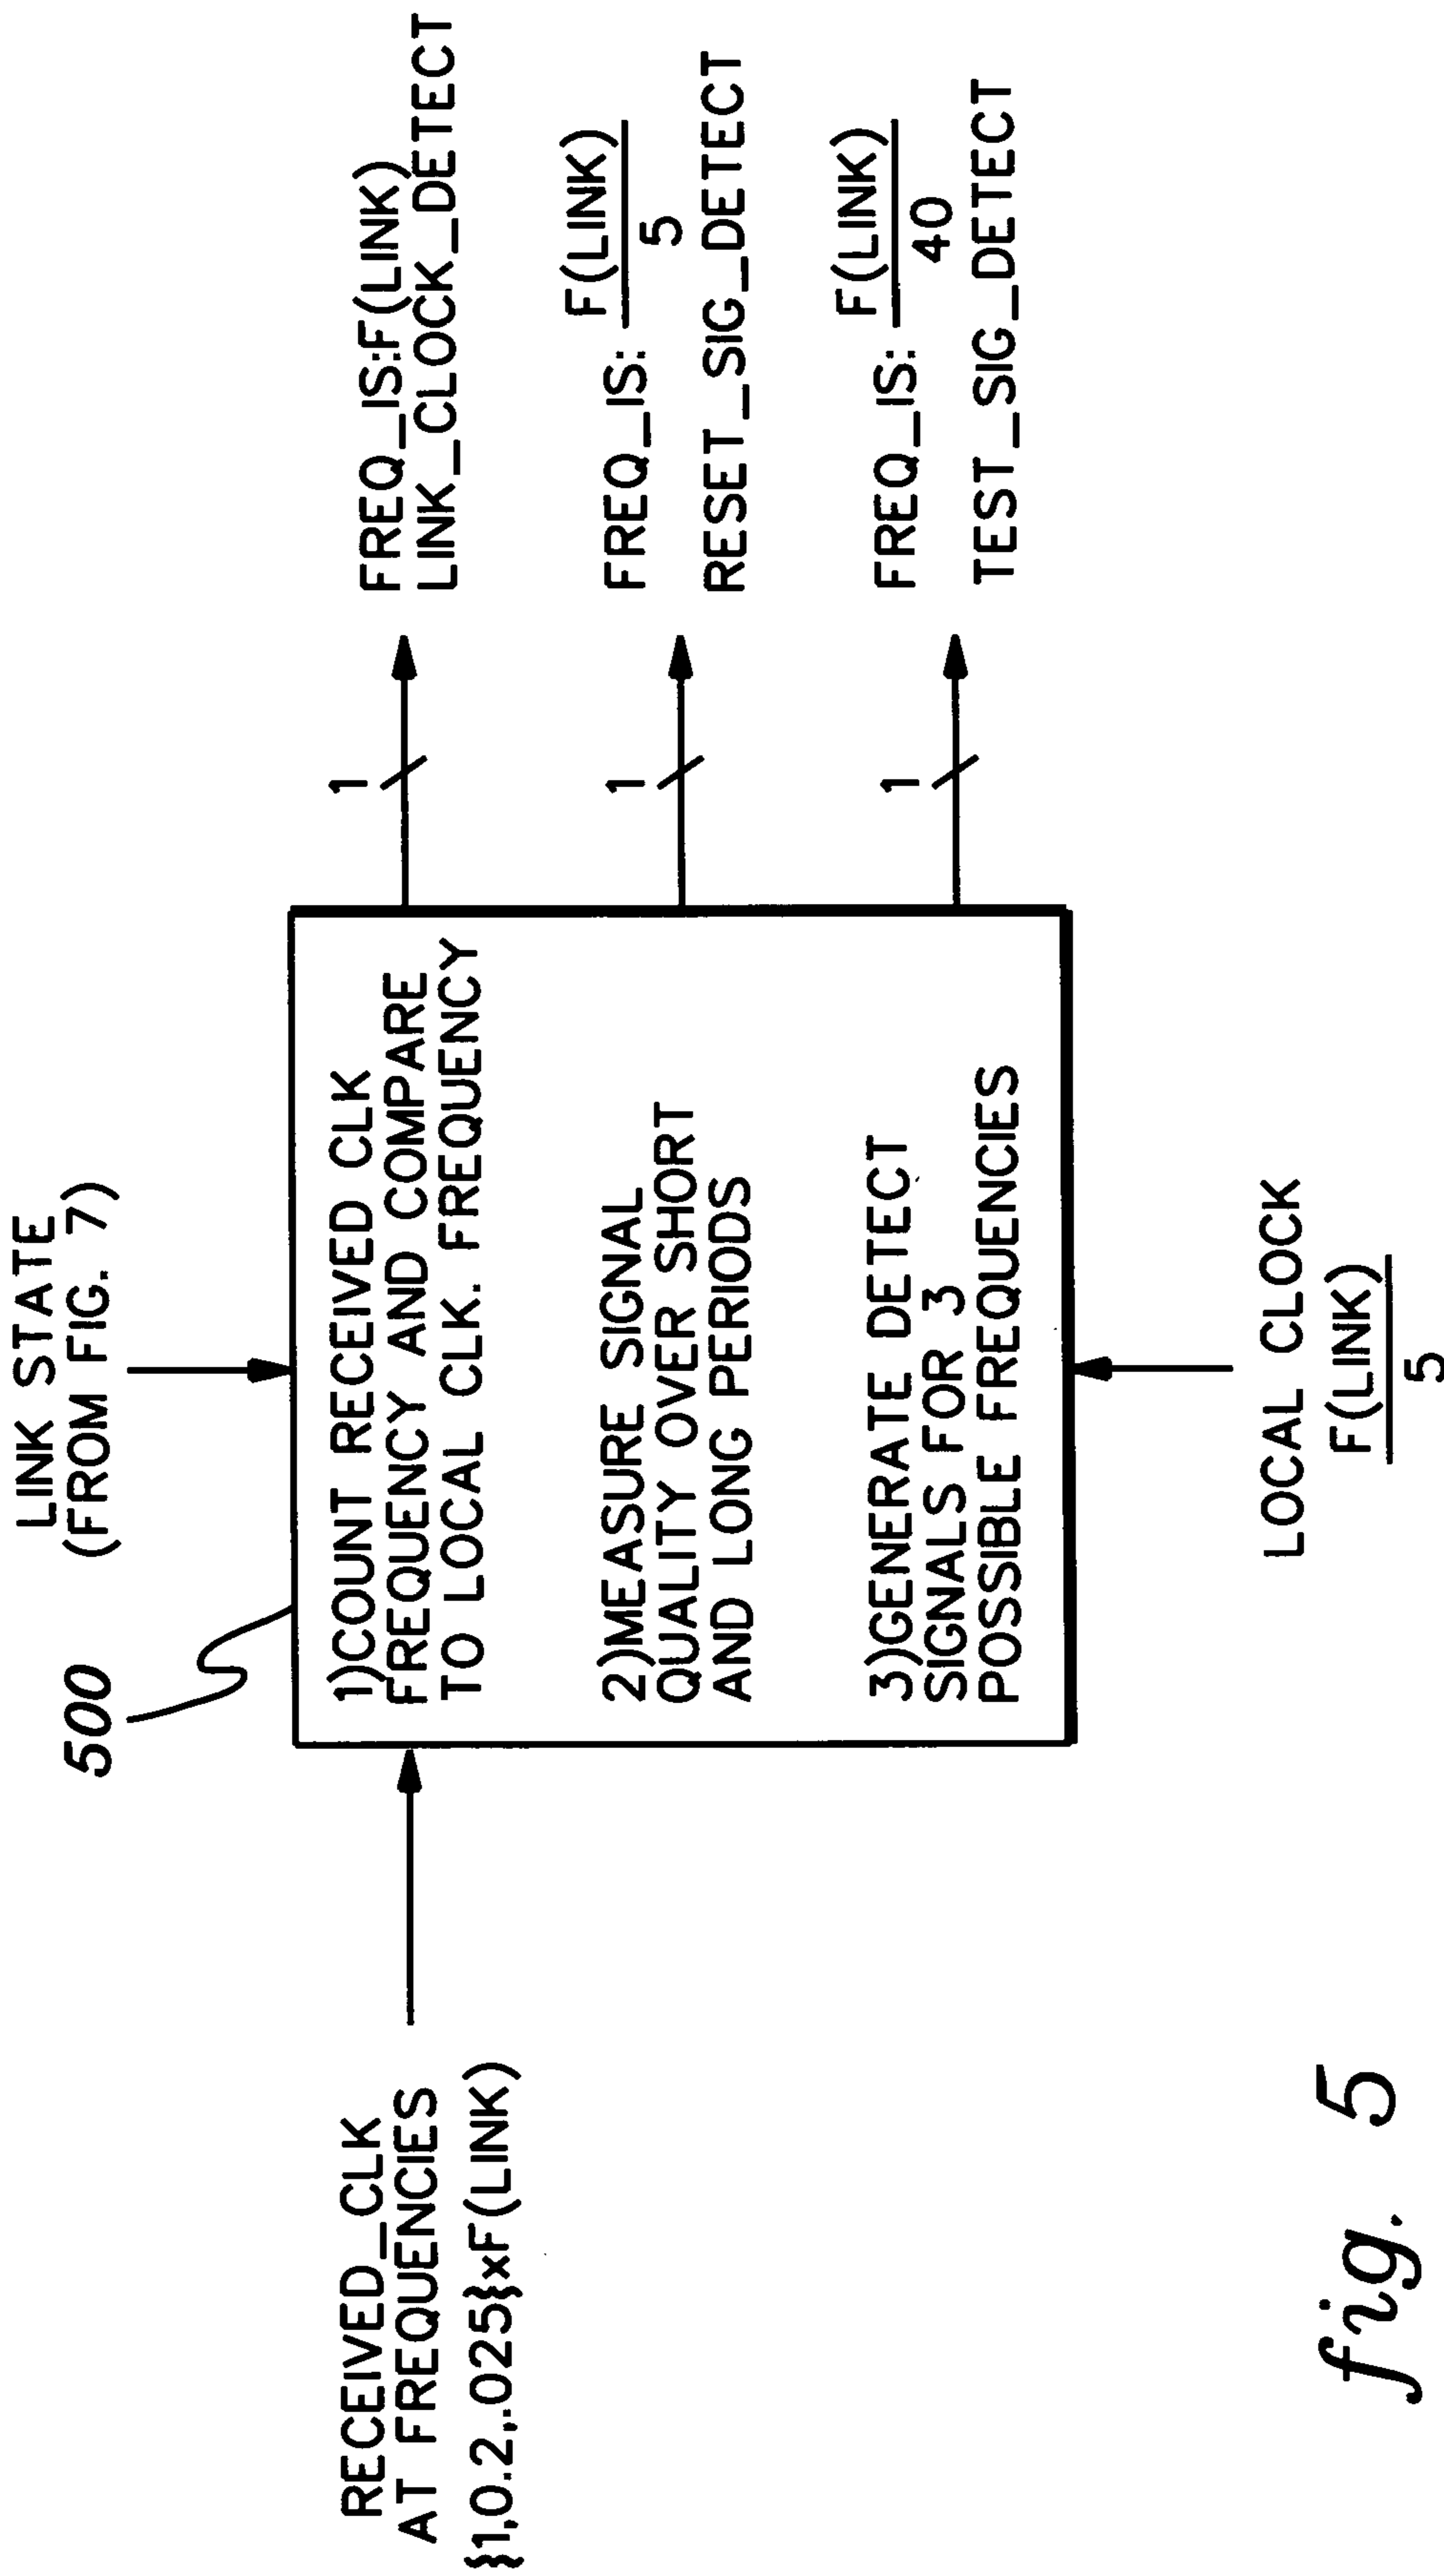 LINK STATE
(FROM FIG. 7)
500
RECEIVED_CLK
AT FREQUENCIES
{1,0.2,.025}xF(LINK)
1)COUNT RECEIVED CLK
FREQUENCY AND COMPARE
TO LOCAL CLK. FREQUENCY
2)MEASURE SIGNAL
QUALITY OVER SHORT
AND LONG PERIODS
3)GENERATE DETECT
SIGNALS FOR 3
POSSIBLE FREQUENCIES
1
FREQ_IS:F(LINK)
LINK_CLOCK_DETECT
1
FREQ_IS: F(LINK)
5
RESET_SIG_DETECT
1
FREQ_IS: F(LINK)
40
TEST_SIG_DETECT
LOCAL CLOCK
F(LINK)
5
fig. 5